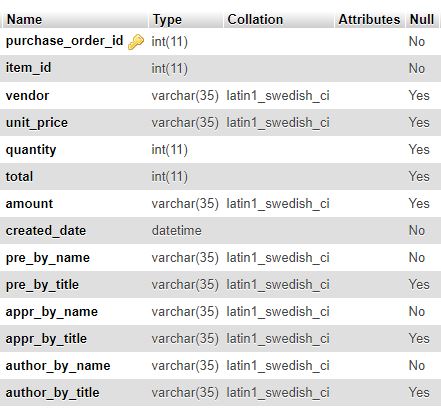 Name Type Collation Attributes Null
purchase_order_id int(11) No
item_id int(11) No
vendor varchar(35) latin1_swedish_ci Yes
unit_price varchar(35) latin1_swedish_ci Yes
quantity int(11) Yes
total int(11) Yes
amount varchar(35) latin1_swedish_ci Yes
created_date datetime No
pre_by_name varchar(35) latin1_swedish_ci No
pre_by_title varchar(35) latin1_swedish_ci Yes
appr_by_name varchar(35) latin1_swedish_ci No
appr_by_title varchar(35) latin1_swedish_ci Yes
author_by_name varchar(35) latin1_swedish_ci No
author_by_title varchar(35) latin1_swedish_ci Yes